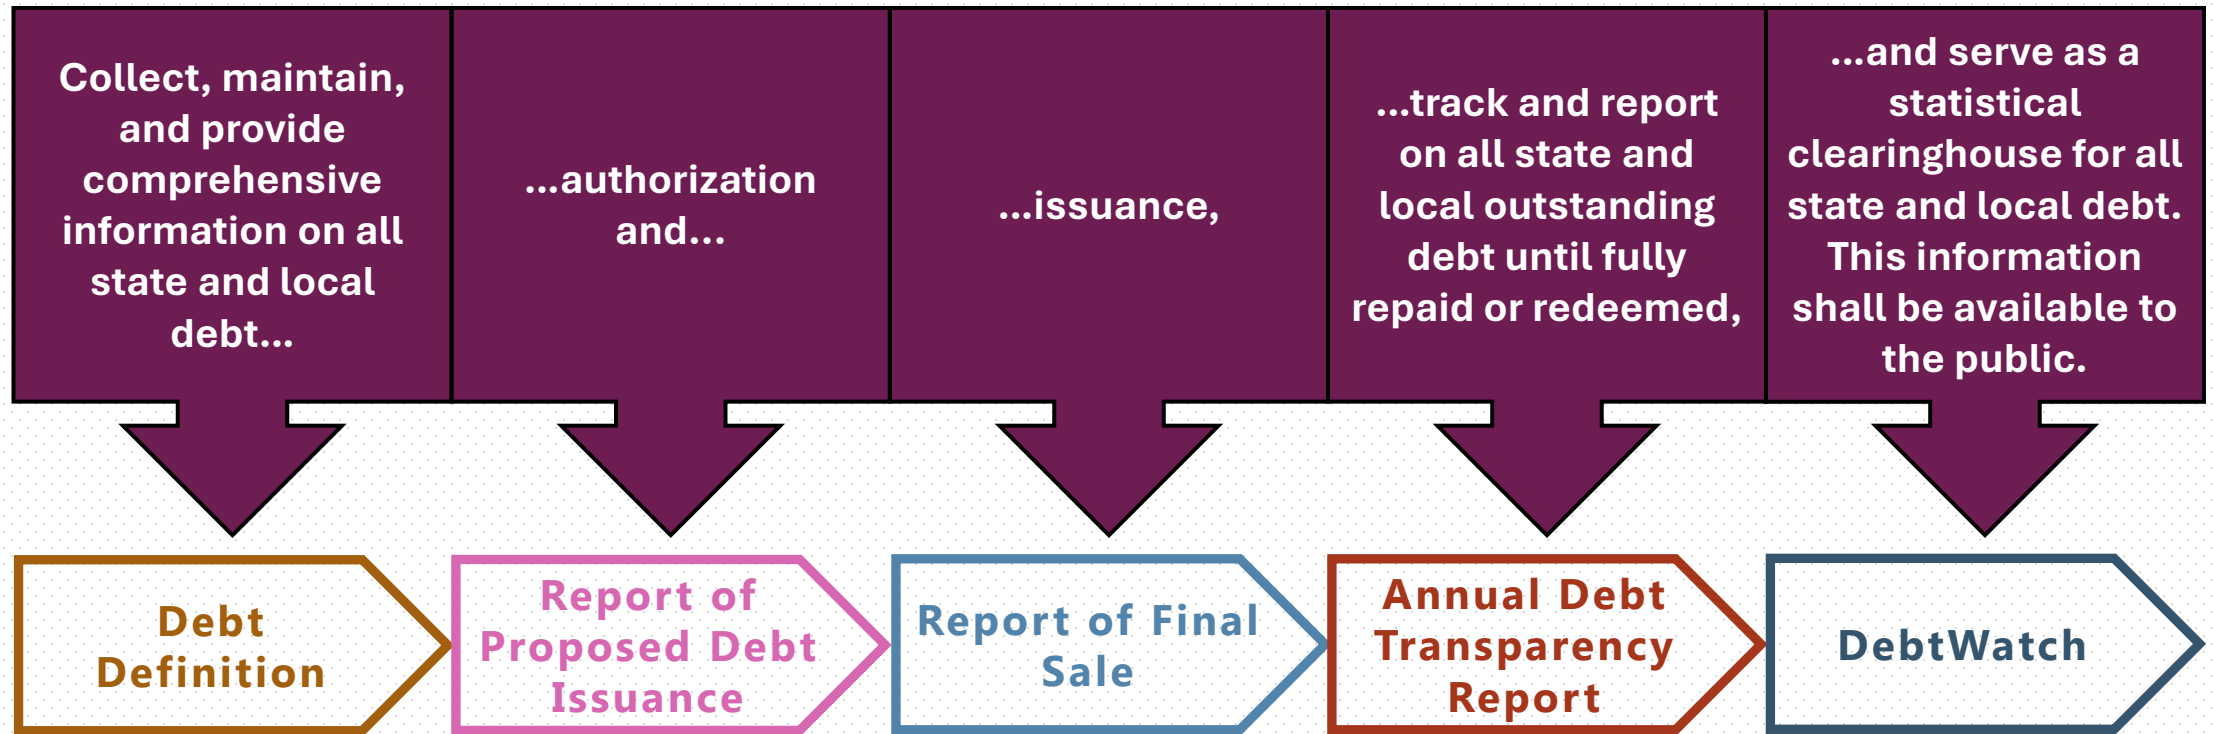 Collect, maintain,
and provide
comprehensive
information on all
state and local
debt...
...authorization
and...
...issuance,
...track and report
on all state and
local outstanding
debt until fully
repaid or redeemed,
...and serve as a
statistical
clearinghouse for all
state and local debt.
This information
shall be available to
the public.
Debt
Definition
Report of
Proposed Debt
Issuance
Report of Final
Sale
Annual Debt
Transparency
Report
DebtWatch